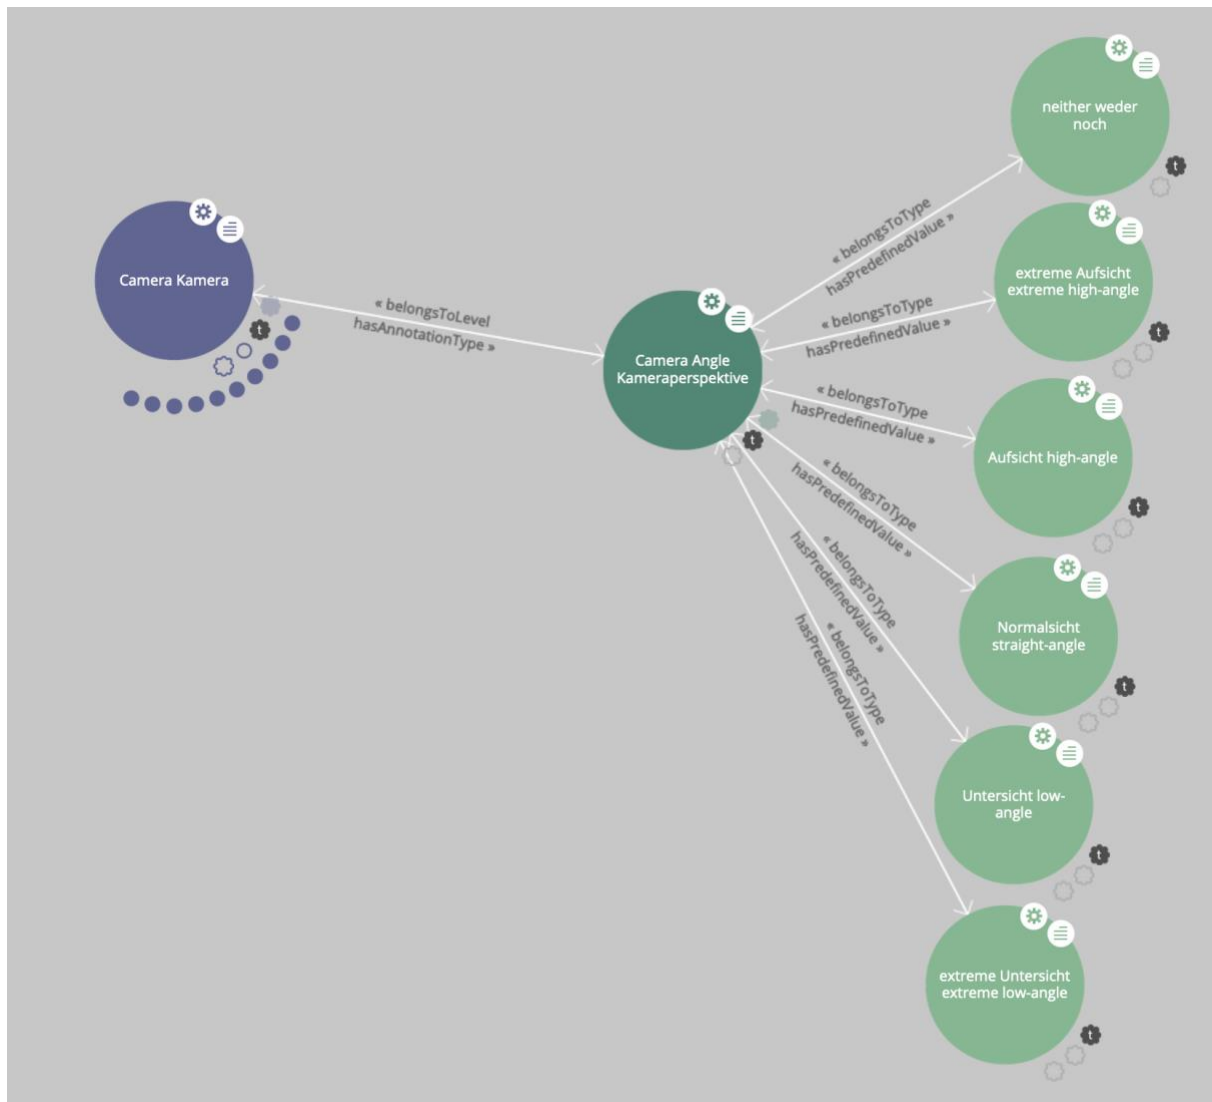 neither weder
noch
« belongsToType
hasPredefinedValue »
extreme Aufsicht
extreme high-angle
« belongsToType
hasPredefinedValue »
Camera Kamera
« belongsToLevel
hasAnnotationType »
Camera Angle
Kameraperspektive
« belongsToType
hasPredefinedValue »
Aufsicht high-angle
« belongsToType
hasPredefinedValue »
Normalsicht
straight-angle
« belongsToType
hasPredefinedValue »
Untersicht low-
angle
« belongsToType
hasPredefinedValue »
extreme Untersicht
extreme low-angle
t
t
t
t
t
t
t
t